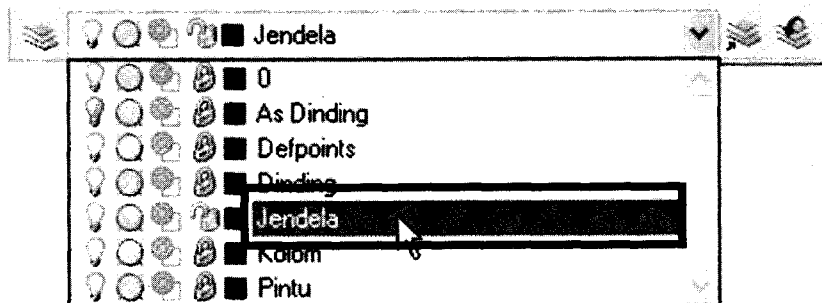 Jendela
0
As Dinding
Defpoints
Dinding
Jendela
Kolom
Pintu